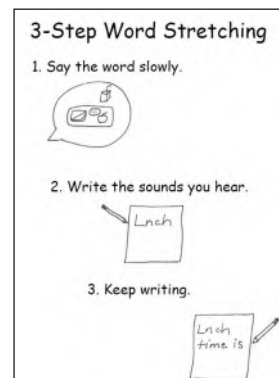 3-Step Word Stretching
1. Say the word slowly.
2. Write the sounds you hear.
Lnch
3. Keep writing.
Lnch
time is